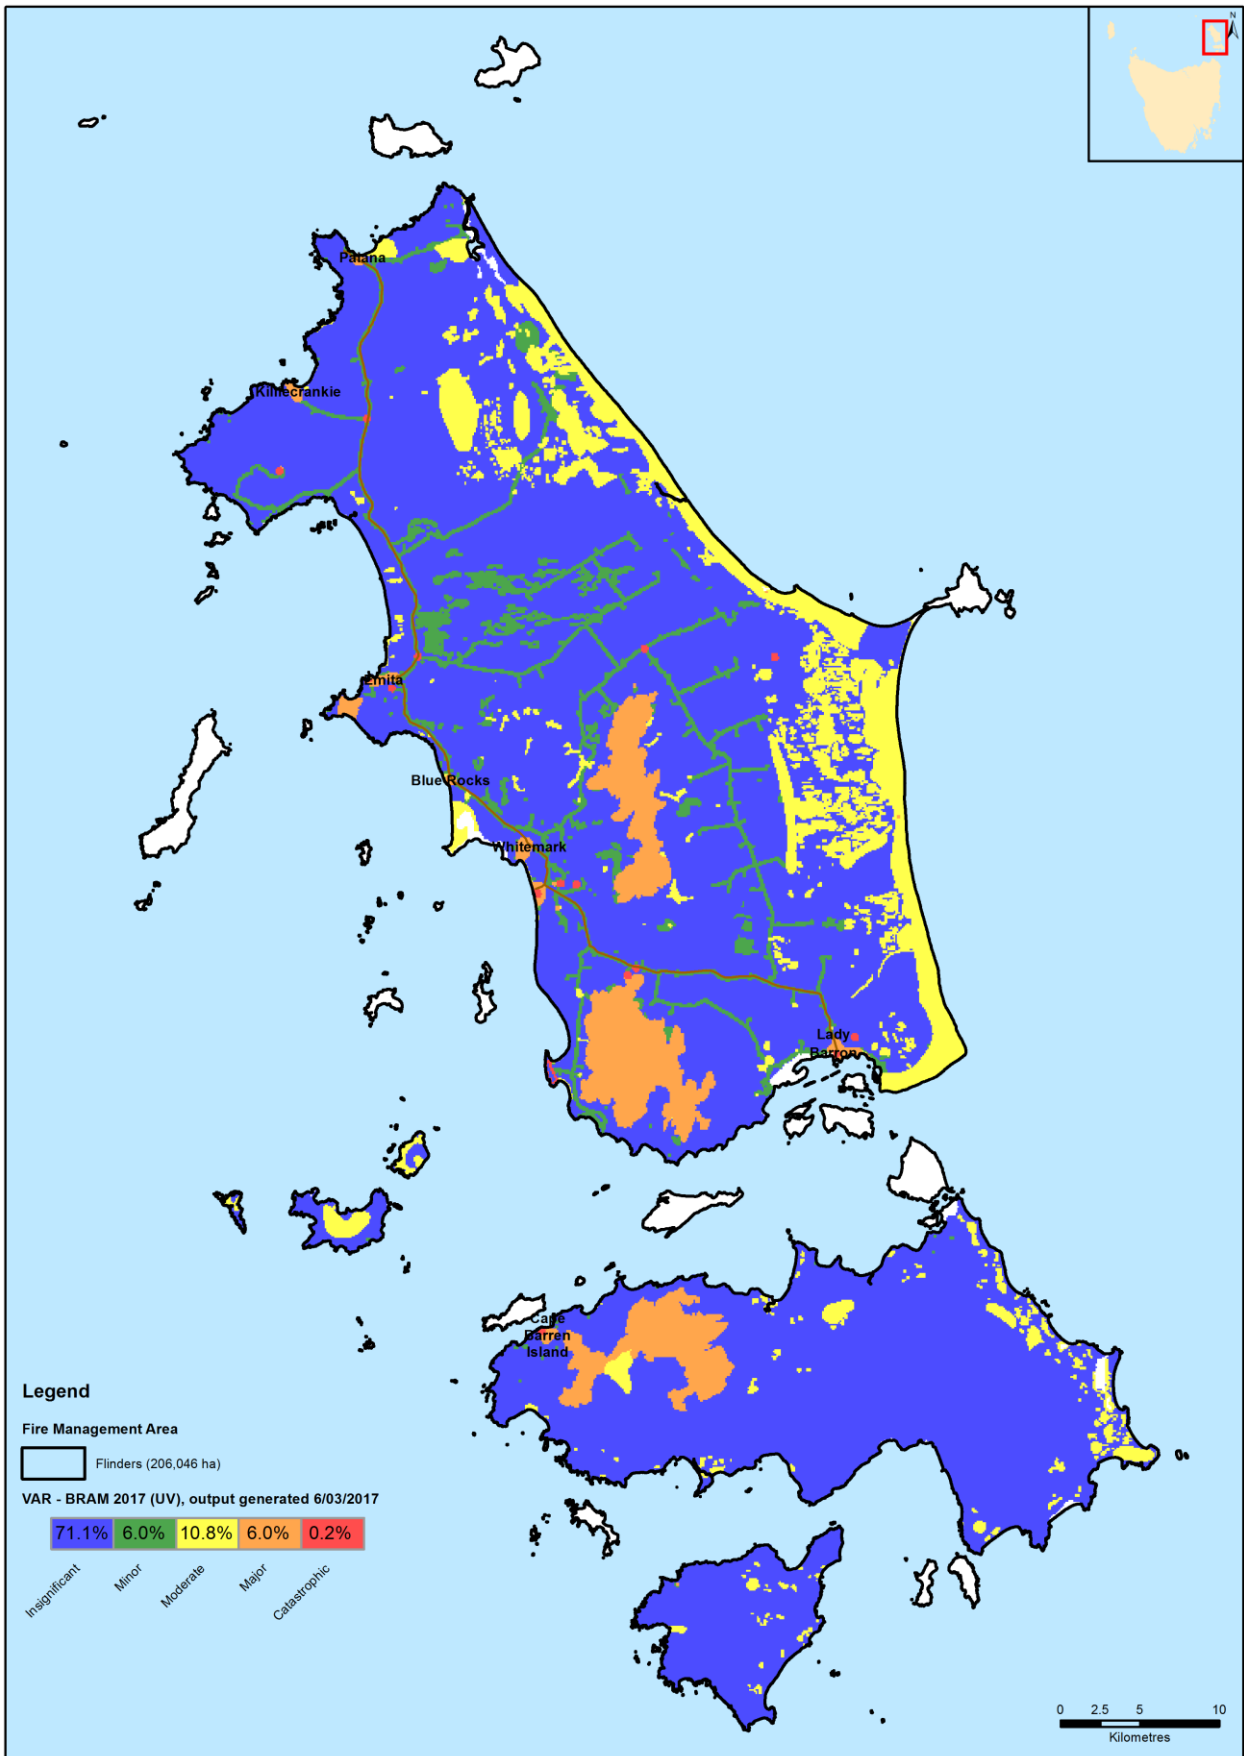 N
Palana
Killiecrankie
Emita
Blue Rocks
Whitemark
Lady
Barron
Cape
Barren
Island
Legend
Fire Management Area
Flinders (206,046 ha)
VAR - BRAM 2017 (UV), output generated 6/03/2017
71.1% 6.0% 10.8% 6.0% 0.2%
Insignificant Minor Moderate Major Catastrophic
0 2.5 5 10
Kilometres